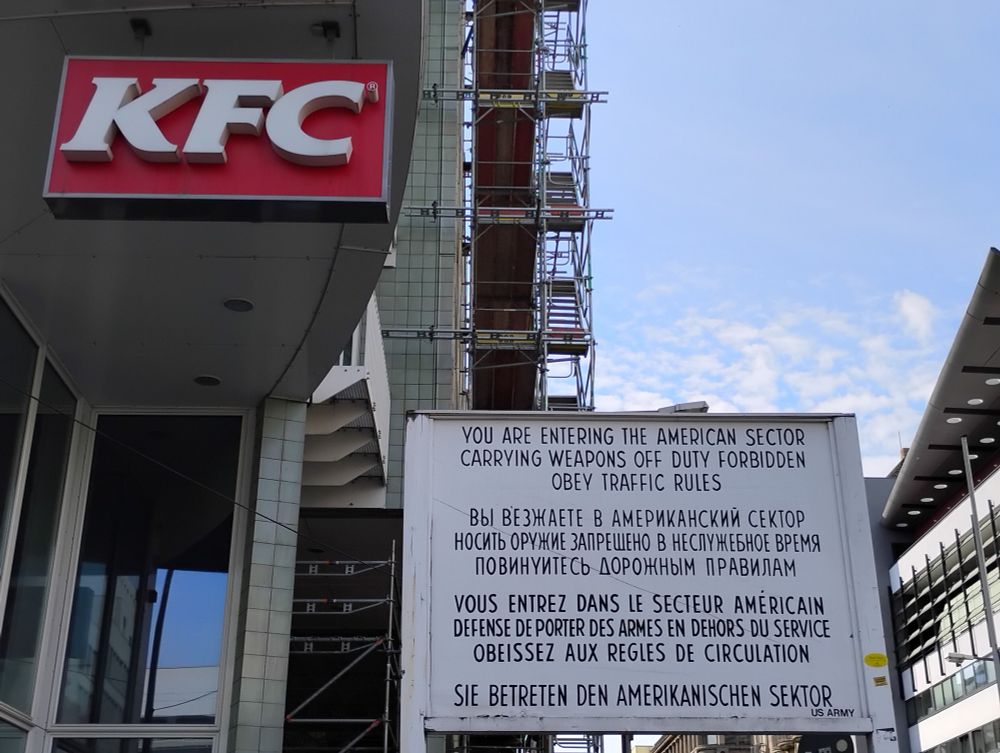 KFC®
YOU ARE ENTERING THE AMERICAN SECTOR
CARRYING WEAPONS OFF DUTY FORBIDDEN
OBEY TRAFFIC RULES
ВЫ В'ЕЗЖАЕТЕ В АМЕРИКАНСКИЙ СЕКТОР
НОСИТЬ ОРУЖИЕ ЗАПРЕЩЕНО В НЕСЛУЖЕБНОЕ ВРЕМЯ
ПОВИНУЙТЕСЬ ДОРОЖНЫМ ПРАВИЛАМ
VOUS ENTREZ DANS LE SECTEUR AMÉRICAIN
DEFENSE DE PORTER DES ARMES EN DEHORS DU SERVICE
OBEISSEZ AUX REGLES DE CIRCULATION
SIE BETRETEN DEN AMERIKANISCHEN SEKTOR
US ARMY